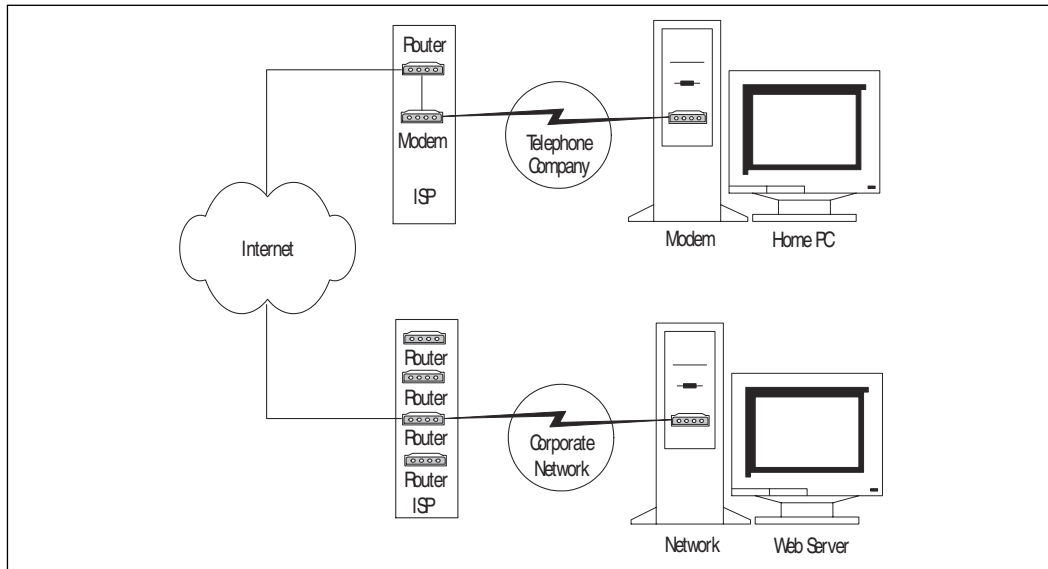 Router
Modem
ISP
Telephone
Company
Modem
Home PC
Internet
Router
Router
Router
Router
ISP
Corporate
Network
Network
Web Server